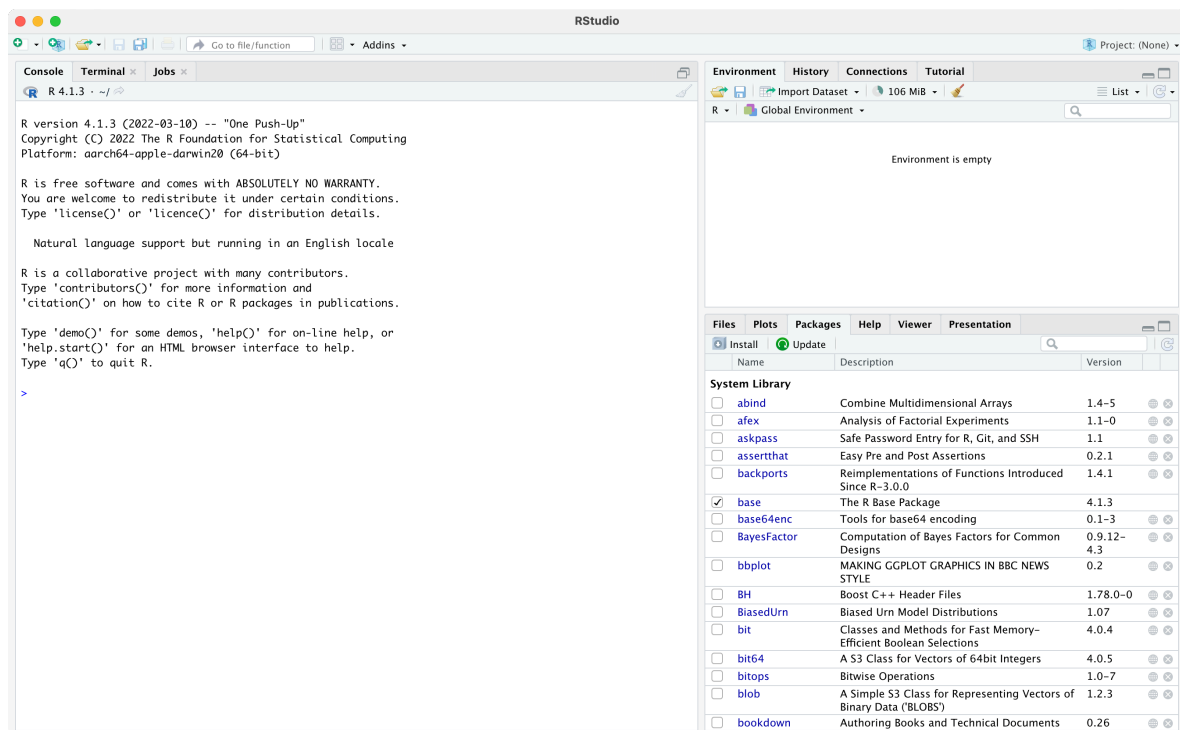 RStudio
Go to file/function
Addins
Project: (None)
Console Terminal Jobs
R 4.1.3 · ~/
R version 4.1.3 (2022-03-10) -- "One Push-Up"
Copyright (C) 2022 The R Foundation for Statistical Computing
Platform: aarch64-apple-darwin20 (64-bit)
R is free software and comes with ABSOLUTELY NO WARRANTY.
You are welcome to redistribute it under certain conditions.
Type 'license()' or 'licence()' for distribution details.
Natural language support but running in an English locale
R is a collaborative project with many contributors.
Type 'contributors()' for more information and
'citation()' on how to cite R or R packages in publications.
Type 'demo()' for some demos, 'help()' for on-line help, or
'help.start()' for an HTML browser interface to help.
Type 'q()' to quit R.
>
Environment History Connections Tutorial
Import Dataset 106 MiB List
R Global Environment
Environment is empty
Files Plots Packages Help Viewer Presentation
Install Update
Name Description Version
System Library
abind Combine Multidimensional Arrays 1.4-5
afex Analysis of Factorial Experiments 1.1-0
askpass Safe Password Entry for R, Git, and SSH 1.1
assertthat Easy Pre and Post Assertions 0.2.1
backports Reimplementations of Functions Introduced 1.4.1
Since R-3.0.0
base The R Base Package 4.1.3
base64enc Tools for base64 encoding 0.1-3
BayesFactor Computation of Bayes Factors for Common 0.9.12-
Designs 4.3
bbplot MAKING GGPLOT GRAPHICS IN BBC NEWS 0.2
STYLE
BH Boost C++ Header Files 1.78.0-0
BiasedUrn Biased Urn Model Distributions 1.07
bit Classes and Methods for Fast Memory- 4.0.4
Efficient Boolean Selections
bit64 A S3 Class for Vectors of 64bit Integers 4.0.5
bitops Bitwise Operations 1.0-7
blob A Simple S3 Class for Representing Vectors of 1.2.3
Binary Data ('BLOBS')
bookdown Authoring Books and Technical Documents 0.26